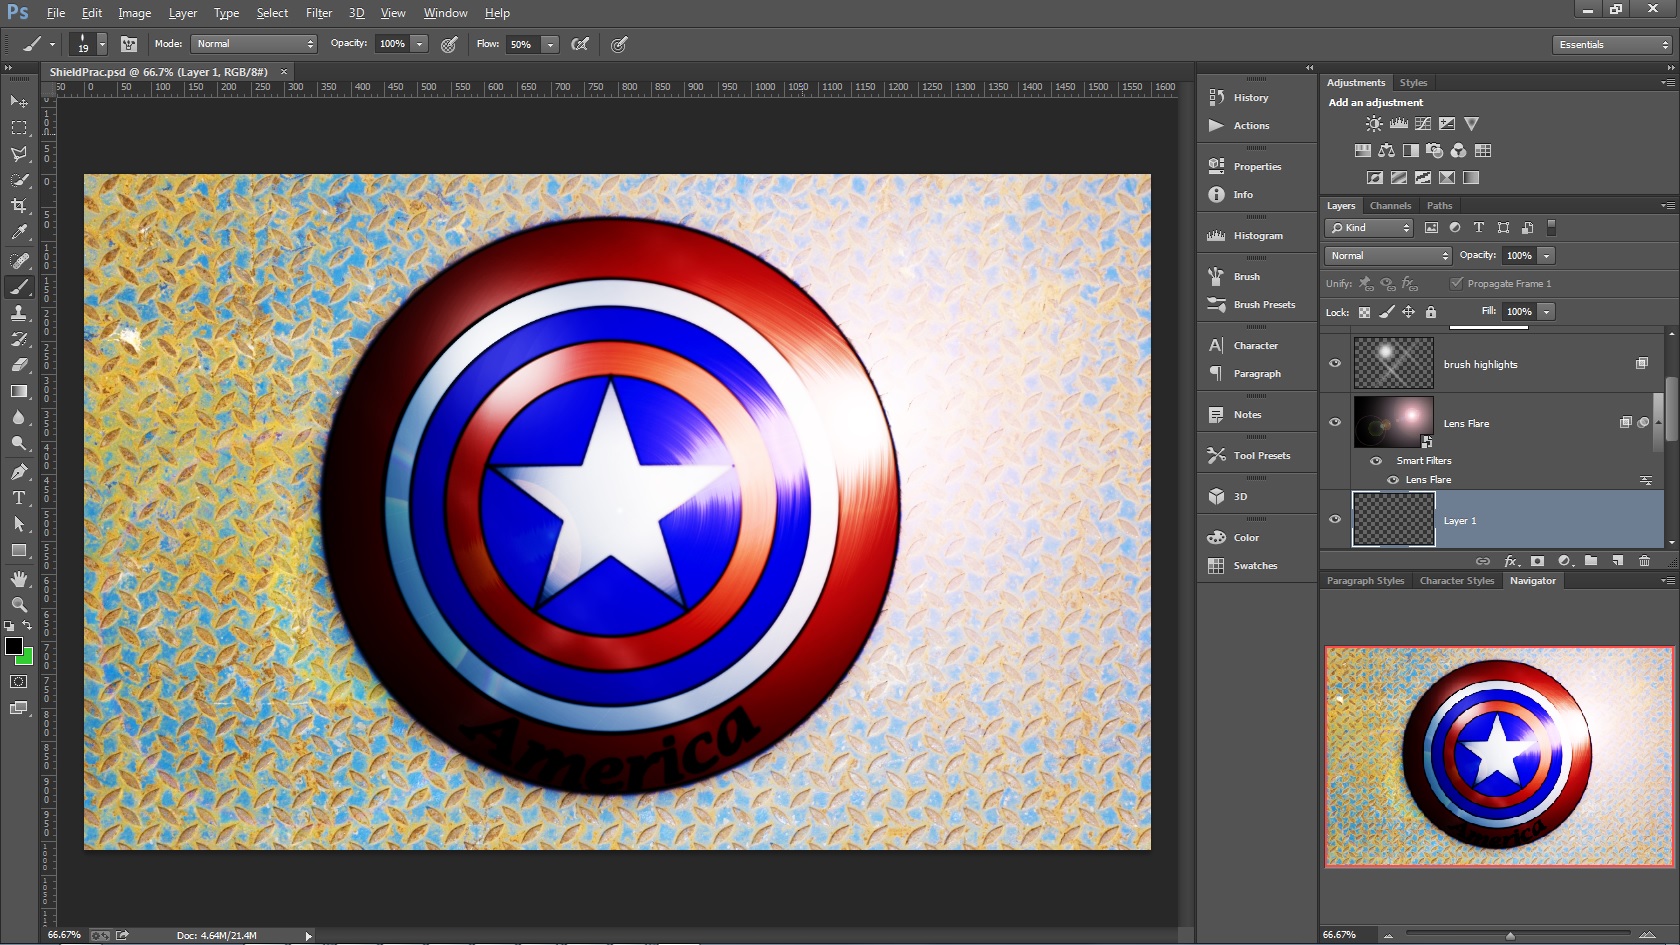 Ps File Edit Image Layer Type Select Filter 3D View Window Help
19 Mode: Normal Opacity: 100% Flow: 50% Essentials
ShieldPrac.psd @ 66.7% (Layer 1, RGB/8#) ×
50 0 50 100 150 200 250 300 350 400 450 500 550 600 650 700 750 800 850 900 950 1000 1050 1100 1150 1200 1250 1300 1350 1400 1450 1500 1550 1600
America
66.67% Doc: 4.64M/21.4M
History
Actions
Properties
Info
Histogram
Brush
Brush Presets
Character
Paragraph
Notes
Tool Presets
3D
Color
Swatches
Adjustments Styles
Add an adjustment
Layers Channels Paths
Kind
Normal Opacity: 100%
Unify: Propagate Frame 1
Lock: Fill: 100%
brush highlights
Lens Flare
Smart Filters
Lens Flare
Layer 1
Paragraph Styles Character Styles Navigator
America
66.67%